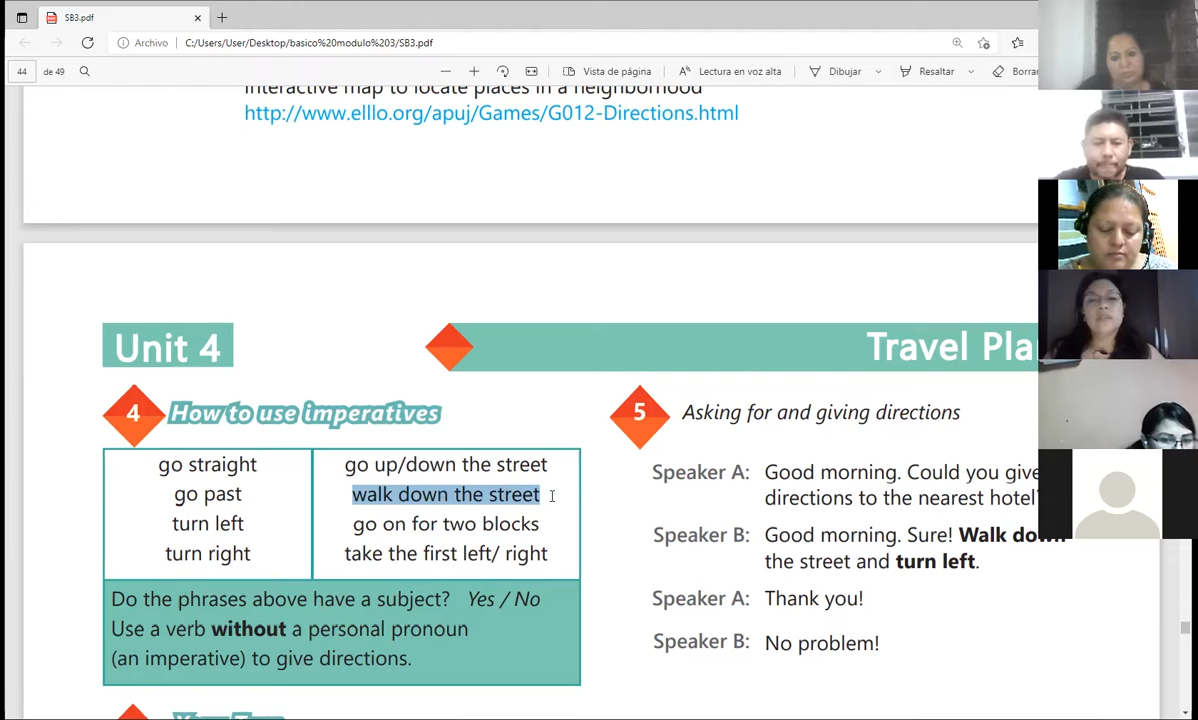 SB3.pdf
Archivo
C:/Users/User/Desktop/basico%20modulo%203/SB3.pdf
44
de 49
Vista de página
Lectura en voz alta
Dibujar
Resaltar
Borrar
Interactive map to locate places in a neighborhood
http://www.elllo.org/apuj/Games/G012-Directions.html
Unit 4
Travel Pla
4
How to use imperatives
go straight
go past
turn left
turn right
go up/down the street
walk down the street
go on for two blocks
take the first left/ right
Do the phrases above have a subject? Yes / No
Use a verb without a personal pronoun
(an imperative) to give directions.
5
Asking for and giving directions
Speaker A: Good morning. Could you give
directions to the nearest hotel?
Speaker B: Good morning. Sure! Walk down
the street and turn left.
Speaker A: Thank you!
Speaker B: No problem!
Your Turn